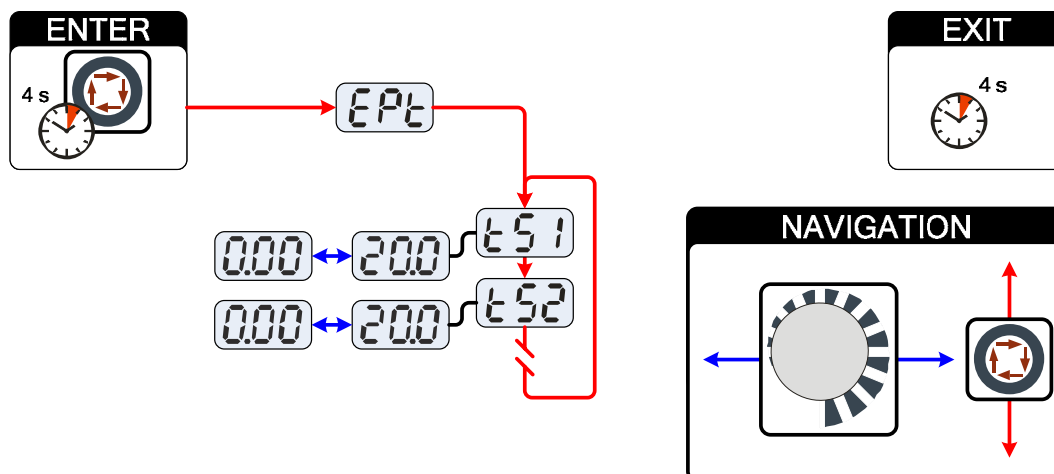 ENTER
4 s
EXIT
4 s
EPt
tS1
0.00
20.0
tS2
0.00
20.0
NAVIGATION